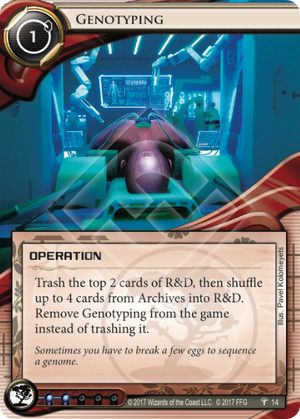 GENOTYPING
1
OPERATION
Trash the top 2 cards of R&D, then shuffle
up to 4 cards from Archives into R&D.
Remove Genotyping from the game
instead of trashing it.
Sometimes you have to break a few eggs to sequence
a genome.
Illus. Pavel Kolomeyets
© 2017 Wizards of the Coast LLC. © 2017 FFG
14